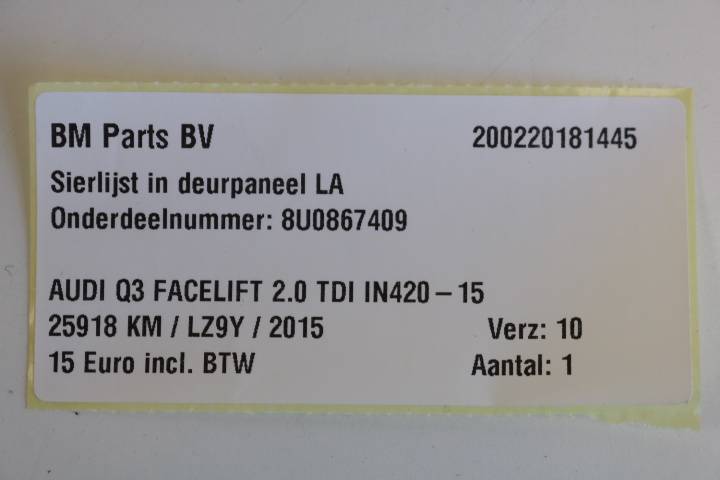 BM Parts BV 200220181445
Sierlijst in deurpaneel LA
Onderdeelnummer: 8U0867409
AUDI Q3 FACELIFT 2.0 TDI IN420-15
25918 KM / LZ9Y / 2015 Verz: 10
15 Euro incl. BTW Aantal: 1